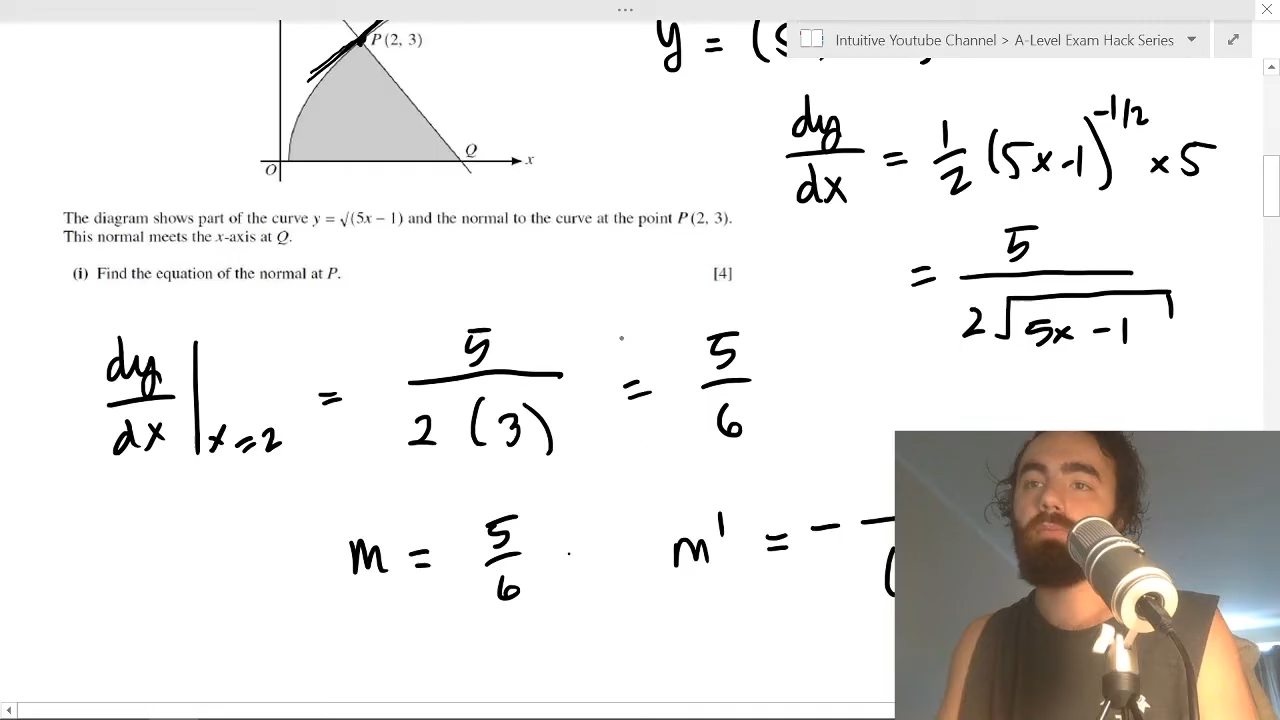 P (2, 3)
Q
O
x
y = (5
Intuitive Youtube Channel > A-Level Exam Hack Series
dy/dx = 1/2 (5x-1)^-1/2 × 5
= 5/(2√(5x - 1))
The diagram shows part of the curve y = √(5x − 1) and the normal to the curve at the point P (2, 3).
This normal meets the x-axis at Q.
(i) Find the equation of the normal at P. [4]
dy/dx |x=2 = 5/(2 (3)) = 5/6
m = 5/6 m' = -